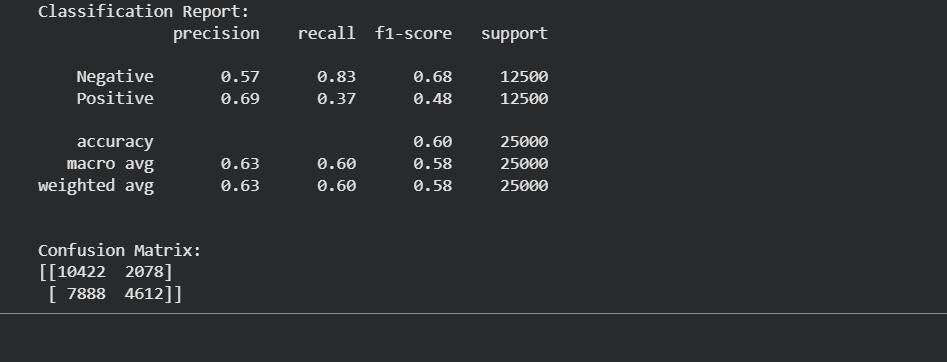 Classification Report:
precision recall f1-score support
Negative 0.57 0.83 0.68 12500
Positive 0.69 0.37 0.48 12500
accuracy 0.60 25000
macro avg 0.63 0.60 0.58 25000
weighted avg 0.63 0.60 0.58 25000
Confusion Matrix:
[[10422 2078]
[ 7888 4612]]